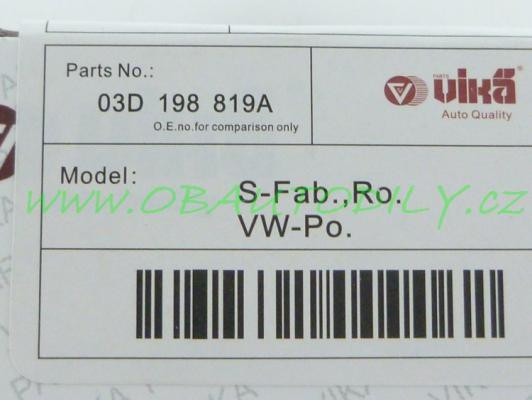 Parts No.:
03D 198 819A
O.E.no.for comparison only
PARTS
vika®
Auto Quality
Model:
S-Fab.,Ro.
VW-Po.
www.OBAUTODILY.cz